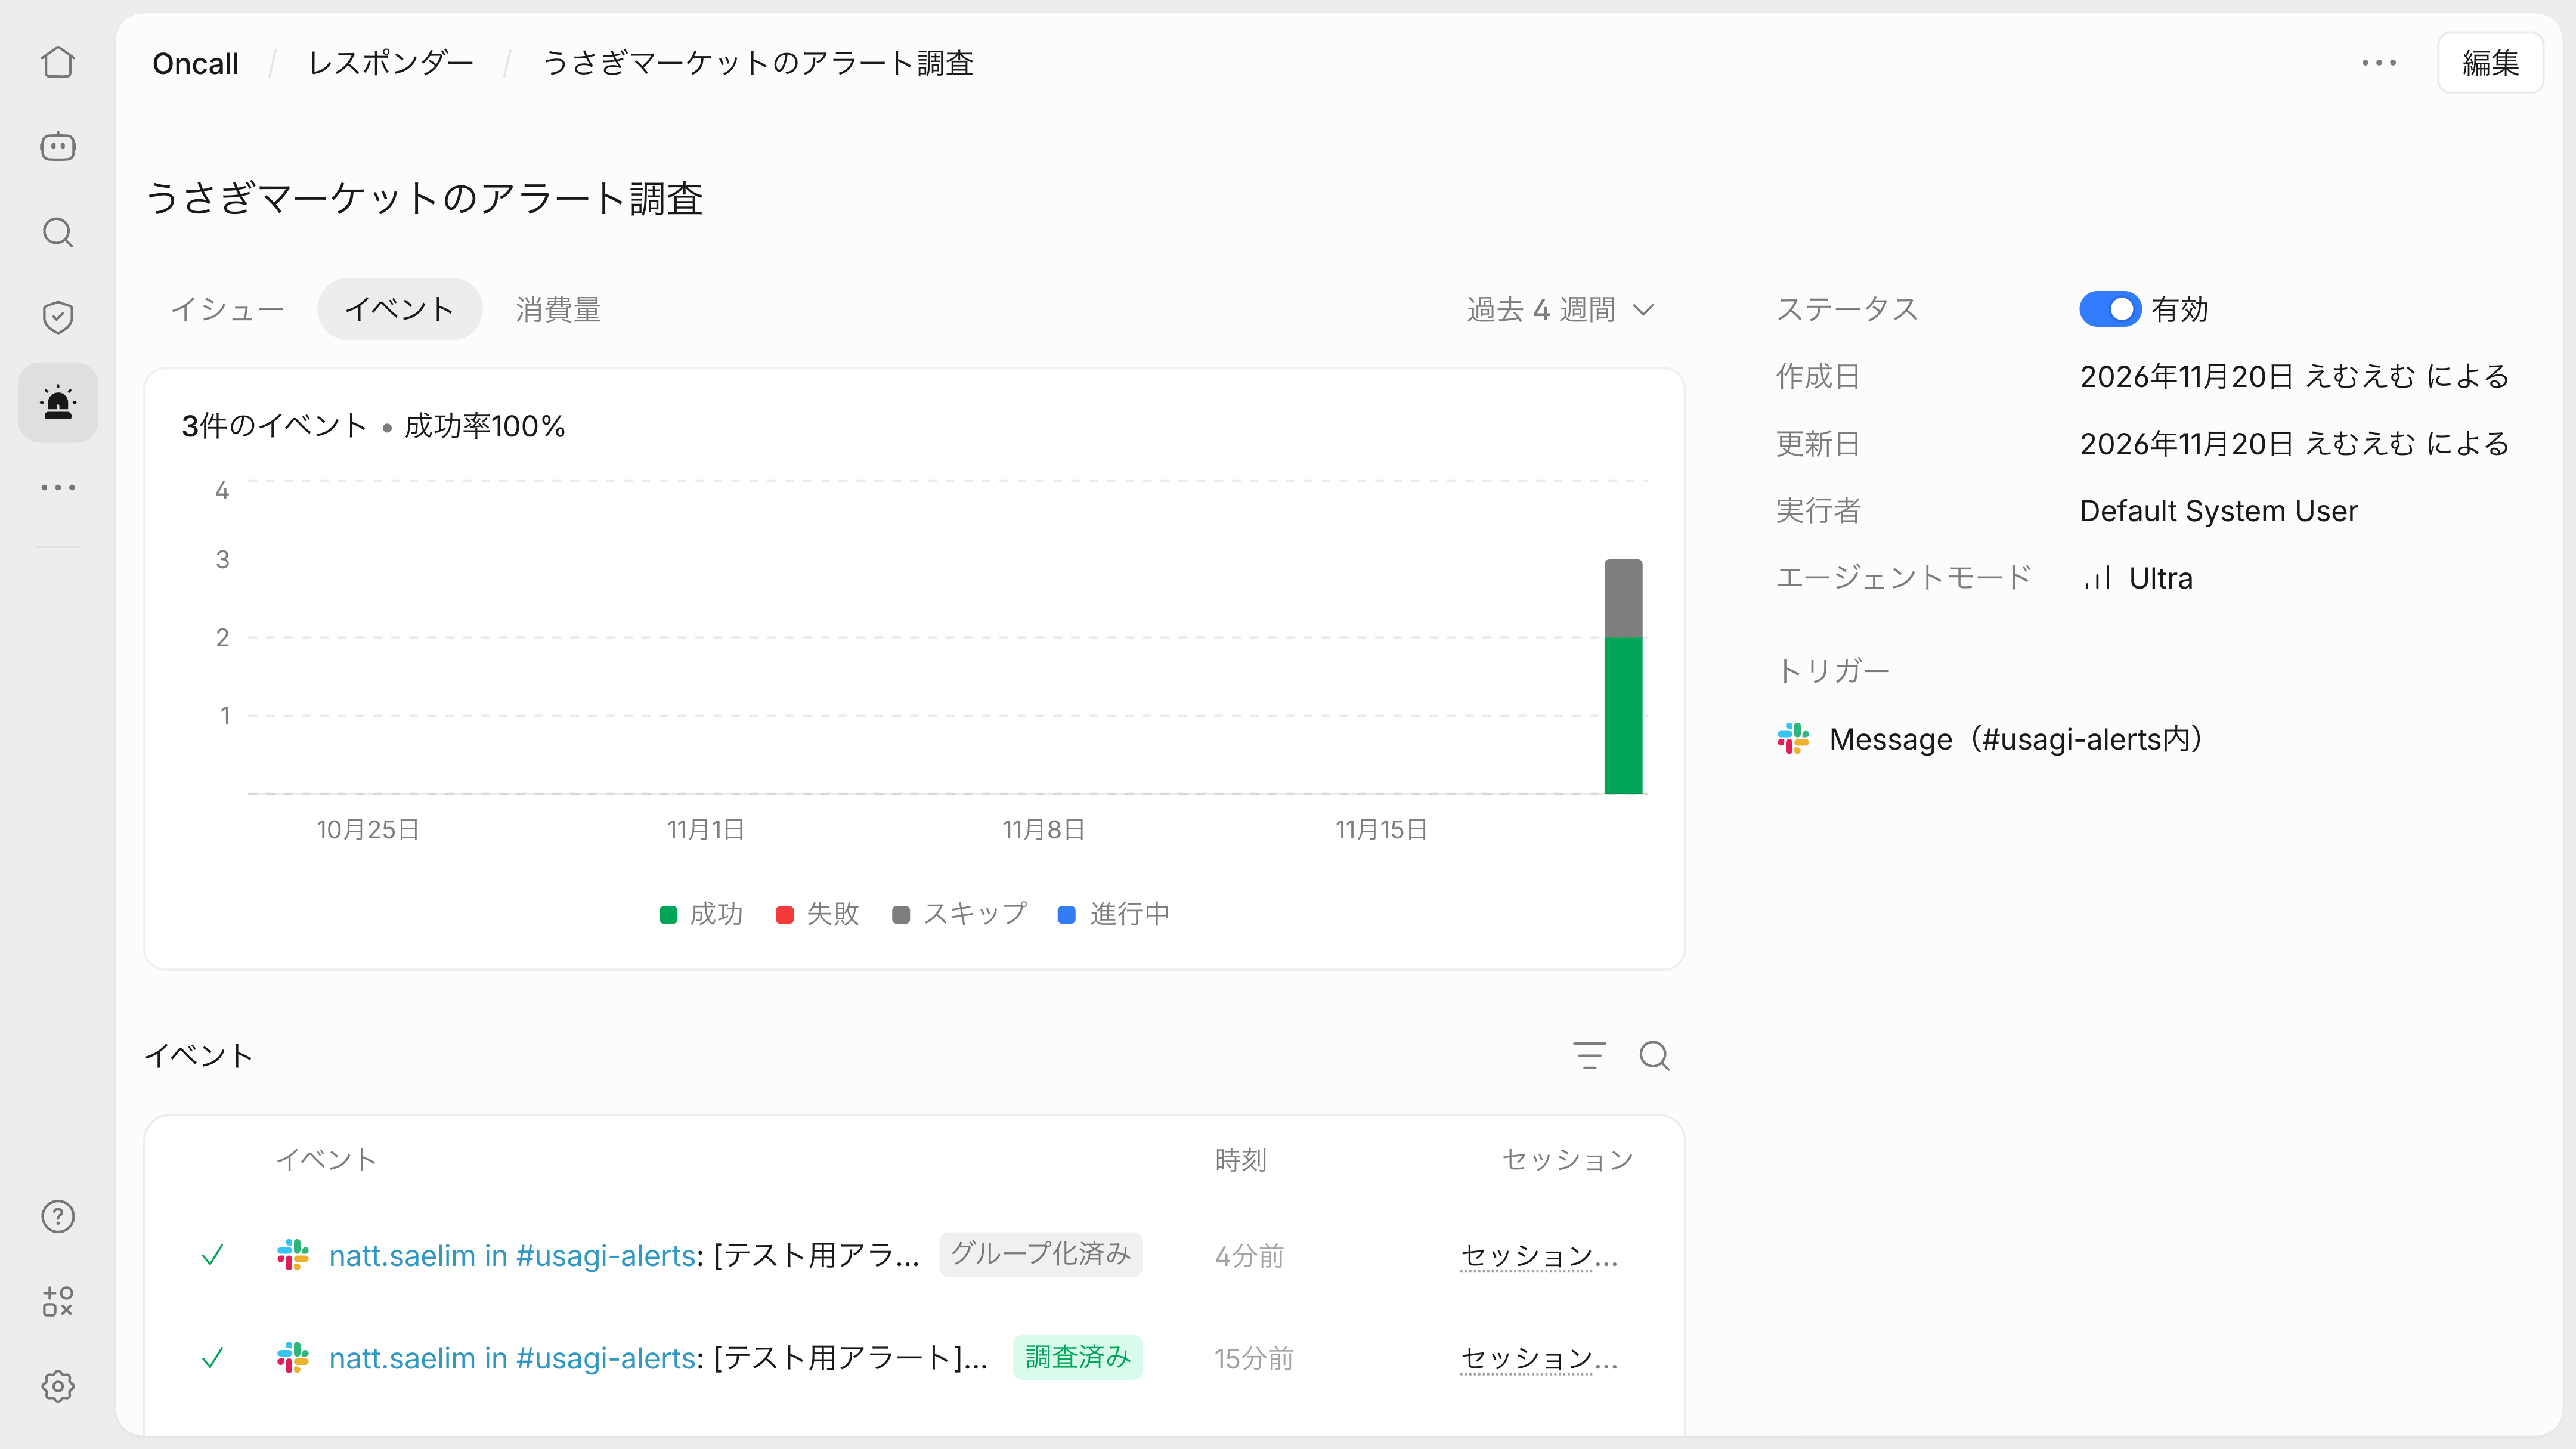 Oncall / レスポンダー / うさぎマーケットのアラート調査
編集
うさぎマーケットのアラート調査
イシュー イベント 消費量 過去 4 週間
3件のイベント • 成功率100%
4
3
2
1
10月25日 11月1日 11月8日 11月15日
成功 失敗 スキップ 進行中
ステータス 有効
作成日 2026年11月20日 えむえむ による
更新日 2026年11月20日 えむえむ による
実行者 Default System User
エージェントモード Ultra
トリガー
Message（#usagi-alerts内）
イベント
イベント 時刻 セッション
natt.saelim in #usagi-alerts: [テスト用アラ... グループ化済み 4分前 セッション...
natt.saelim in #usagi-alerts: [テスト用アラート]... 調査済み 15分前 セッション...